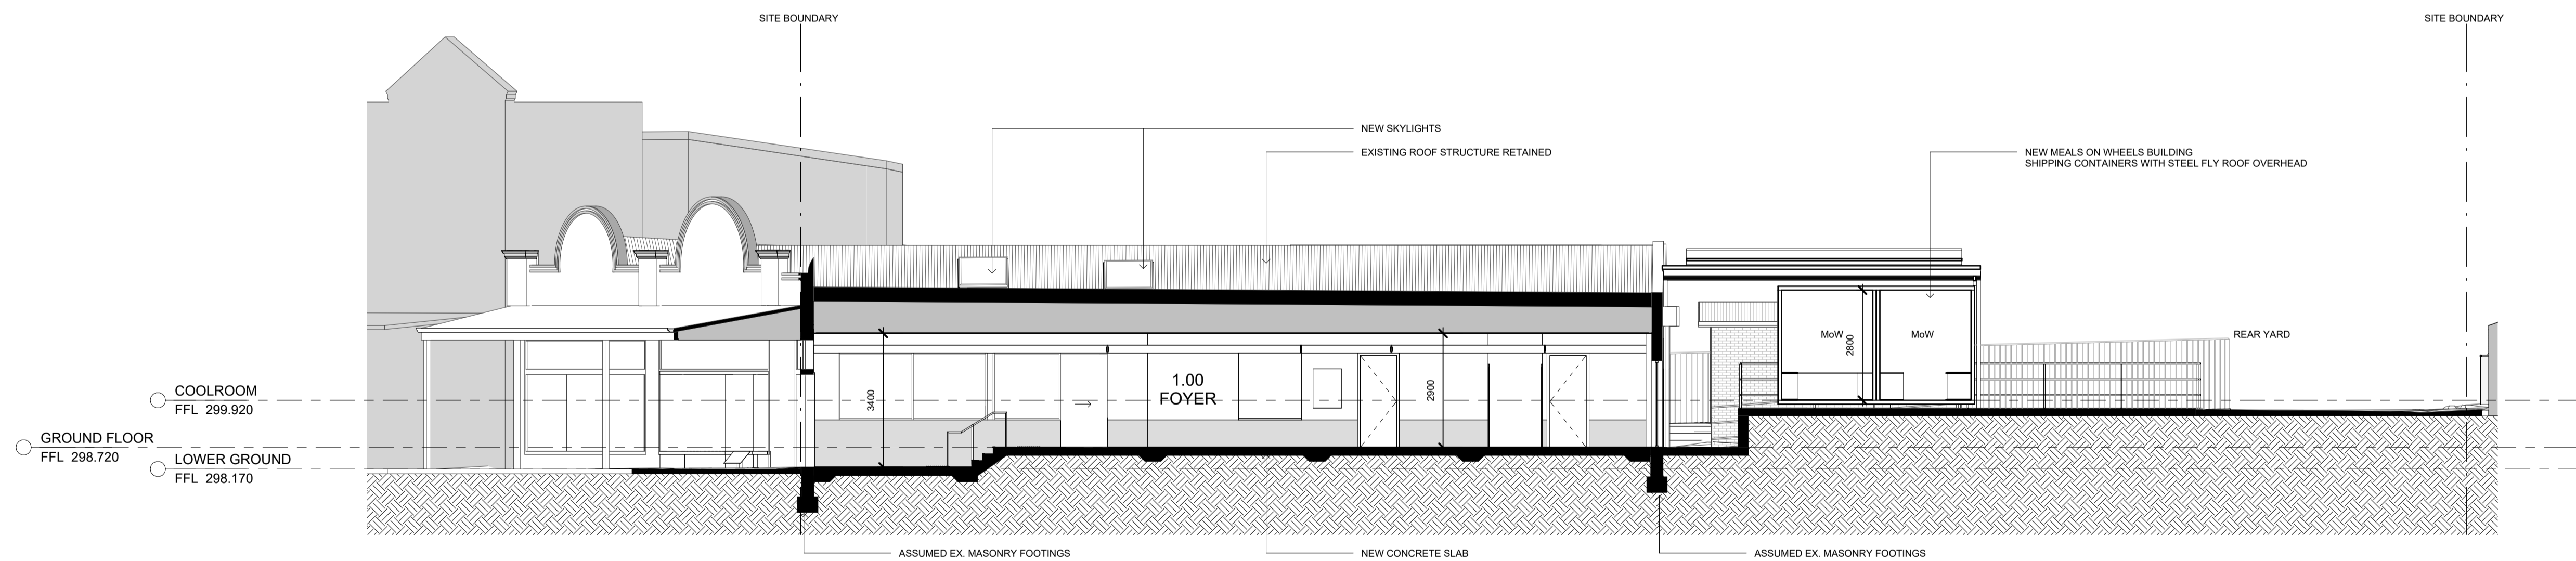 SITE BOUNDARY
SITE BOUNDARY
NEW SKYLIGHTS
EXISTING ROOF STRUCTURE RETAINED
NEW MEALS ON WHEELS BUILDING
SHIPPING CONTAINERS WITH STEEL FLY ROOF OVERHEAD
MoW
MoW
2800
REAR YARD
1.00
FOYER
3400
2900
COOLROOM
FFL 299.920
GROUND FLOOR
FFL 298.720
LOWER GROUND
FFL 298.170
ASSUMED EX. MASONRY FOOTINGS
NEW CONCRETE SLAB
ASSUMED EX. MASONRY FOOTINGS